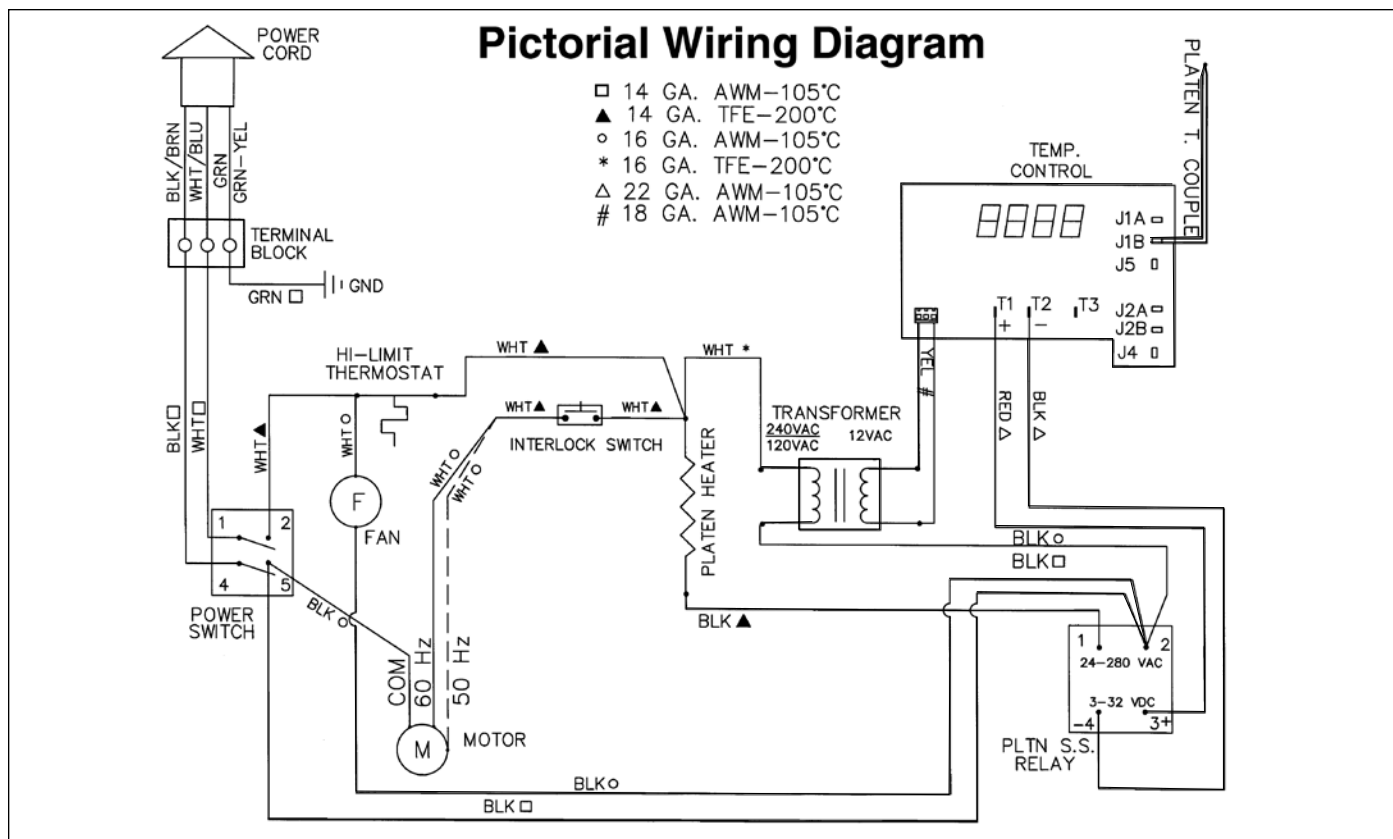 Pictorial Wiring Diagram
POWER
CORD
□ 14 GA. AWM-105°C
▲ 14 GA. TFE-200°C
○ 16 GA. AWM-105°C
* 16 GA. TFE-200°C
△ 22 GA. AWM-105°C
# 18 GA. AWM-105°C
BLK/BRN
WHT/BLU
GRN
GRN-YEL
TERMINAL
BLOCK
GRN □
GND
PLATEN T. COUPLE
TEMP.
CONTROL
J1A
J1B
J5
T1
T2
T3
+
-
J2A
J2B
J4
YEL #
RED △
BLK △
HI-LIMIT
THERMOSTAT
WHT ▲
WHT *
WHT ▲
WHT ▲
INTERLOCK SWITCH
BLK □
WHT □
WHT ▲
WHT ○
WHT ○
WHT ○
F
FAN
TRANSFORMER
240VAC
120VAC
12VAC
PLATEN HEATER
1
2
4
5
POWER
SWITCH
BLK ○
BLK ○
BLK □
BLK ▲
COM
60 Hz
50 Hz
M
MOTOR
1
2
24-280 VAC
3-32 VDC
-4
3+
PLTN S.S.
RELAY
BLK ○
BLK □